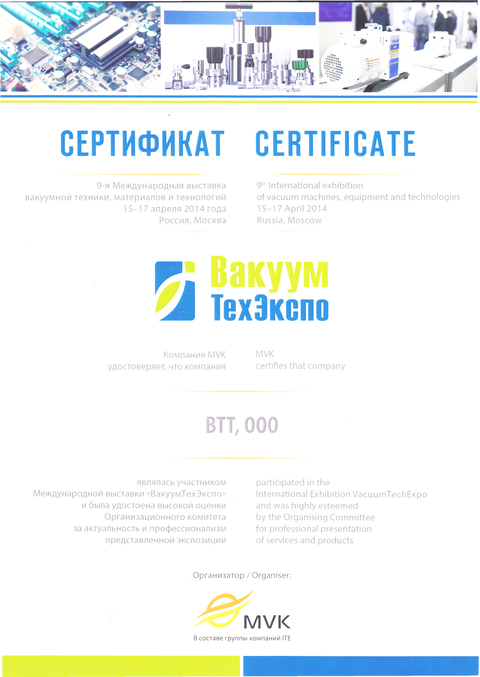 СЕРТИФИКАТ CERTIFICATE
9-я Международная выставка
вакуумной техники, материалов и технологий
15–17 апреля 2014 года
Россия, Москва
9th International exhibition
of vacuum machines, equipment and technologies
15–17 April 2014
Russia, Moscow
Вакуум
ТехЭкспо
Компания MVK
удостоверяет, что компания
MVK
certifies that company
ВТТ, ООО
являлась участником
Международной выставки «ВакуумТехЭкспо»
и была удостоена высокой оценки
Организационного комитета
за актуальность и профессионализм
представленной экспозиции
participated in the
International Exhibition VacuumTechExpo
and was highly esteemed
by the Organising Committee
for professional presentation
of services and products
Организатор / Organiser:
MVK
В составе группы компаний ITE